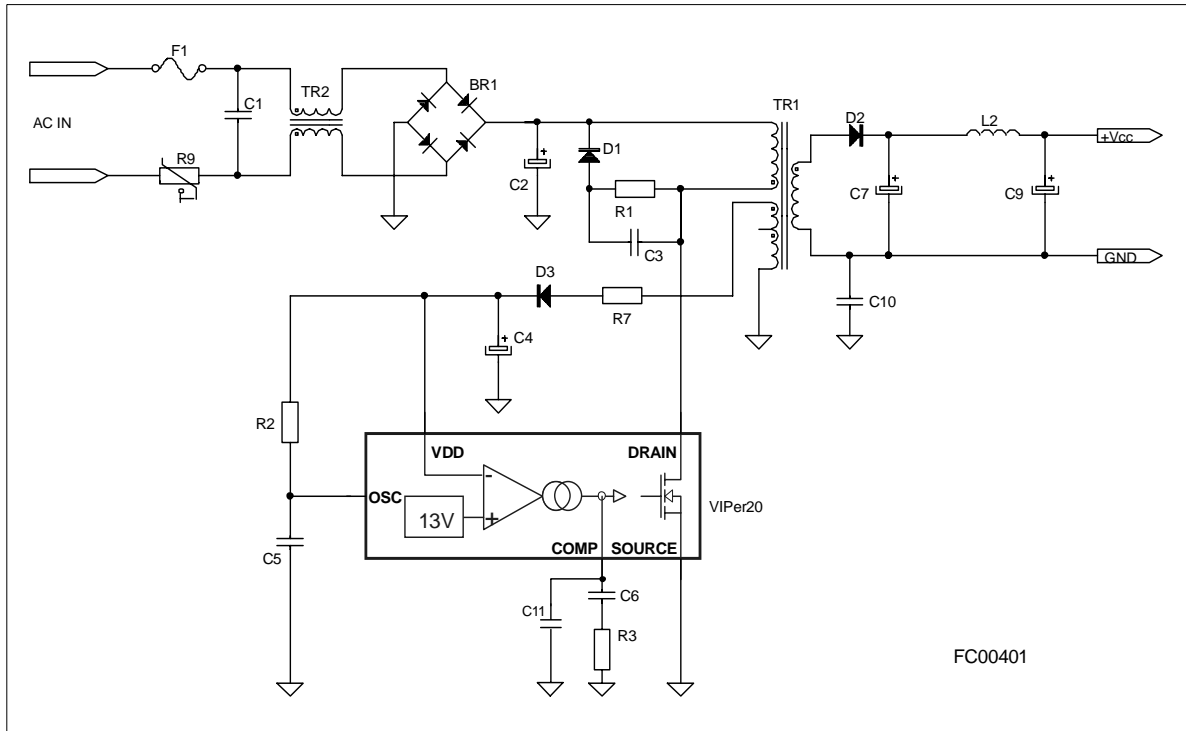 F1
TR2
BR1
TR1
D2
L2
+Vcc
C1
AC IN
R9
C2
D1
R1
C3
C7
C9
GND
C10
D3
R7
C4
R2
VDD
DRAIN
OSC
-
13V
+
VIPer20
COMP
SOURCE
C5
C6
C11
R3
FC00401